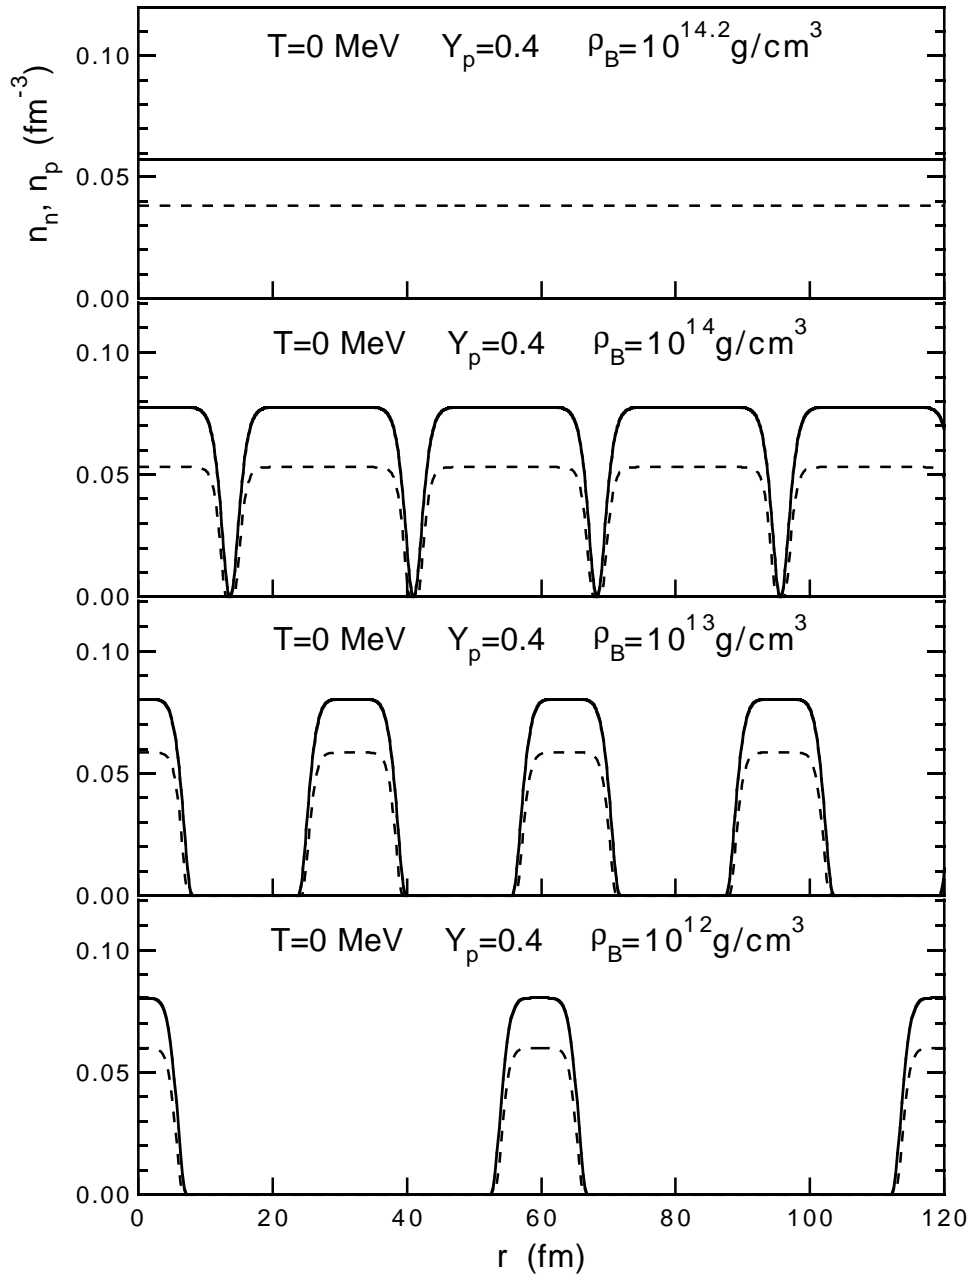 n_n, n_p (fm^-3)
T=0 MeV Y_p=0.4 ρ_B=10^14.2 g/cm^3
0.10
0.05
0.00
T=0 MeV Y_p=0.4 ρ_B=10^14 g/cm^3
0.10
0.05
0.00
T=0 MeV Y_p=0.4 ρ_B=10^13 g/cm^3
0.10
0.05
0.00
T=0 MeV Y_p=0.4 ρ_B=10^12 g/cm^3
0.10
0.05
0.00
0 20 40 60 80 100 120
r (fm)